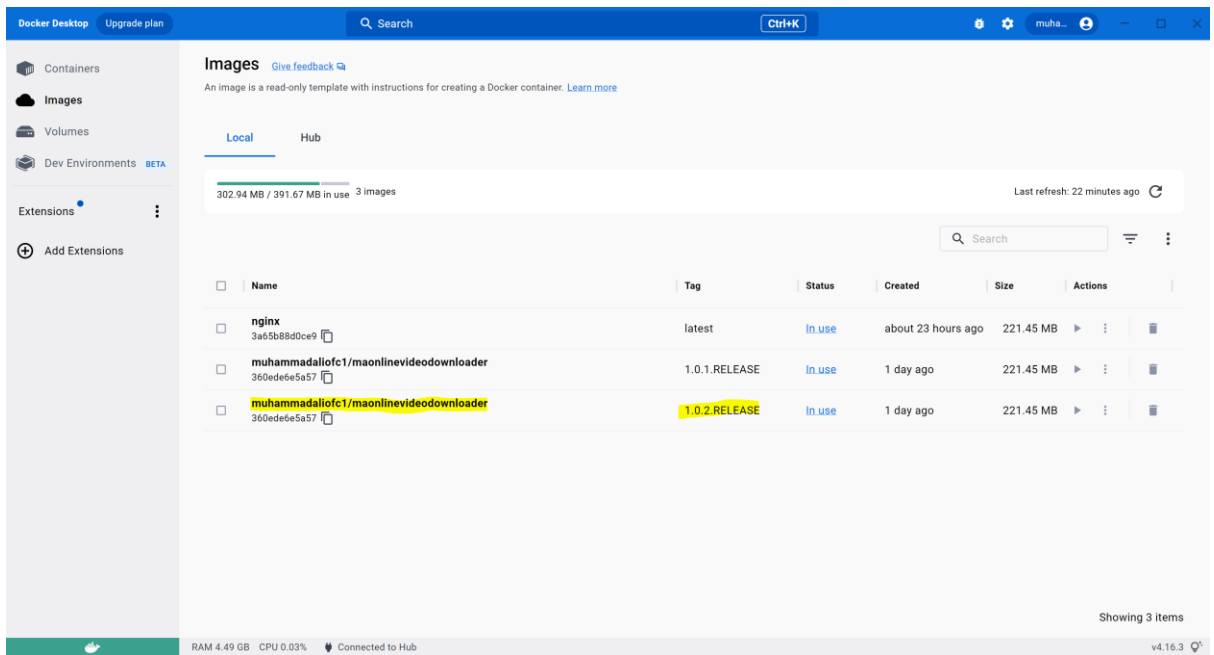 Docker Desktop Upgrade plan Search Ctrl+K muha...
Containers
Images
Volumes
Dev Environments BETA
Extensions
Add Extensions
Images Give feedback
An image is a read-only template with instructions for creating a Docker container. Learn more
Local Hub
302.94 MB / 391.67 MB in use 3 images Last refresh: 22 minutes ago
Search
Name Tag Status Created Size Actions
nginx latest In use about 23 hours ago 221.45 MB
3a65b88d0ce9
muhammadaliofc1/maonlinevideodownloader 1.0.1.RELEASE In use 1 day ago 221.45 MB
360ede6e5a57
muhammadaliofc1/maonlinevideodownloader 1.0.2.RELEASE In use 1 day ago 221.45 MB
360ede6e5a57
Showing 3 items
RAM 4.49 GB CPU 0.03% Connected to Hub v4.16.3